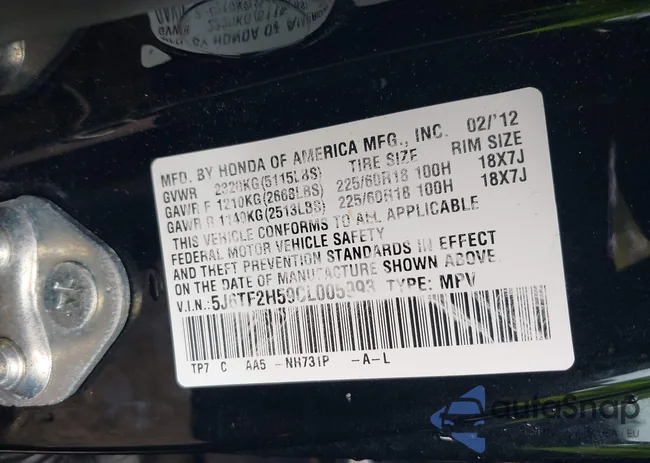 MFD. BY HONDA OF AMERICA MFG., INC. 02/'12
GVWR 2320KG(5115LBS) TIRE SIZE RIM SIZE
GAWR F 1210KG(2668LBS) 225/60R18 100H 18X7J
GAWR R 1140KG(2513LBS) 225/60R18 100H 18X7J
THIS VEHICLE CONFORMS TO ALL APPLICABLE
FEDERAL MOTOR VEHICLE SAFETY
AND THEFT PREVENTION STANDARDS IN EFFECT
ON THE DATE OF MANUFACTURE SHOWN ABOVE
V.I.N.: TYPE: MPV
TP7 C AA5 -NH731P -A-L
autoSnap